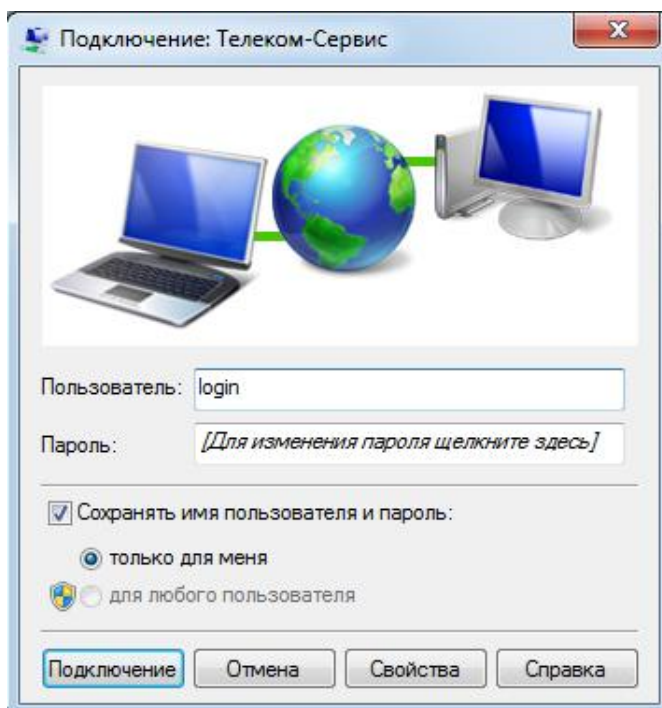 Подключение: Телеком-Сервис
Пользователь: login
Пароль: [Для изменения пароля щелкните здесь]
Сохранять имя пользователя и пароль:
только для меня
для любого пользователя
Подключение Отмена Свойства Справка